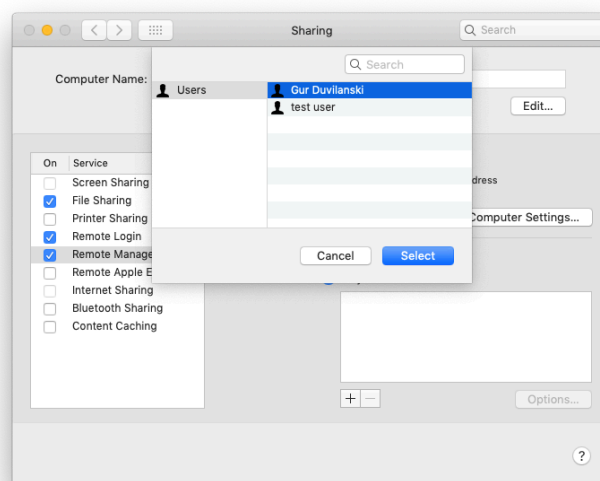 Sharing
Search
Search
Computer Name:
Users
Gur Duvilanski
test user
Edit...
On Service
Screen Sharing
File Sharing
Printer Sharing
Remote Login
Remote Manage
Remote Apple E
Internet Sharing
Bluetooth Sharing
Content Caching
dress
Computer Settings...
Cancel
Select
+
−
Options...
?